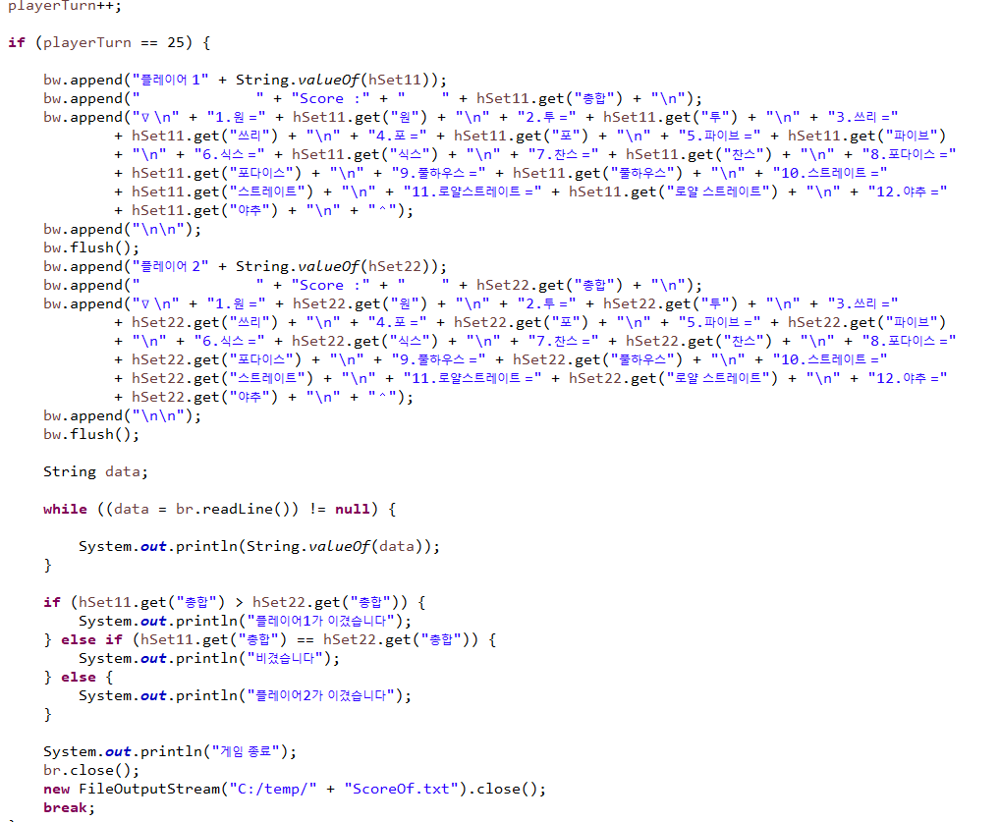 playerTurn++;
if (playerTurn == 25) {
bw.append("플레이어 1" + String.valueOf(hSet11));
bw.append("             " + "Score :" + "    " + hSet11.get("총합") + "\n");
bw.append("∇ \n" + "1.원 =" + hSet11.get("원") + "\n" + "2.투 =" + hSet11.get("투") + "\n" + "3.쓰리 ="
+ hSet11.get("쓰리") + "\n" + "4.포 =" + hSet11.get("포") + "\n" + "5.파이브 =" + hSet11.get("파이브")
+ "\n" + "6.식스 =" + hSet11.get("식스") + "\n" + "7.찬스 =" + hSet11.get("찬스") + "\n" + "8.포다이스 ="
+ hSet11.get("포다이스") + "\n" + "9.풀하우스 =" + hSet11.get("풀하우스") + "\n" + "10.스트레이트 ="
+ hSet11.get("스트레이트") + "\n" + "11.로얄스트레이트 =" + hSet11.get("로얄 스트레이트") + "\n" + "12.야추 ="
+ hSet11.get("야추") + "\n" + "^");
bw.append("\n\n");
bw.flush();
bw.append("플레이어 2" + String.valueOf(hSet22));
bw.append("             " + "Score :" + "    " + hSet22.get("총합") + "\n");
bw.append("∇ \n" + "1.원 =" + hSet22.get("원") + "\n" + "2.투 =" + hSet22.get("투") + "\n" + "3.쓰리 ="
+ hSet22.get("쓰리") + "\n" + "4.포 =" + hSet22.get("포") + "\n" + "5.파이브 =" + hSet22.get("파이브")
+ "\n" + "6.식스 =" + hSet22.get("식스") + "\n" + "7.찬스 =" + hSet22.get("찬스") + "\n" + "8.포다이스 ="
+ hSet22.get("포다이스") + "\n" + "9.풀하우스 =" + hSet22.get("풀하우스") + "\n" + "10.스트레이트 ="
+ hSet22.get("스트레이트") + "\n" + "11.로얄스트레이트 =" + hSet22.get("로얄 스트레이트") + "\n" + "12.야추 ="
+ hSet22.get("야추") + "\n" + "^");
bw.append("\n\n");
bw.flush();
String data;
while ((data = br.readLine()) != null) {
System.out.println(String.valueOf(data));
}
if (hSet11.get("총합") > hSet22.get("총합")) {
System.out.println("플레이어1가 이겼습니다");
} else if (hSet11.get("총합") == hSet22.get("총합")) {
System.out.println("비겼습니다");
} else {
System.out.println("플레이어2가 이겼습니다");
}
System.out.println("게임 종료");
br.close();
new FileOutputStream("C:/temp/" + "ScoreOf.txt").close();
break;